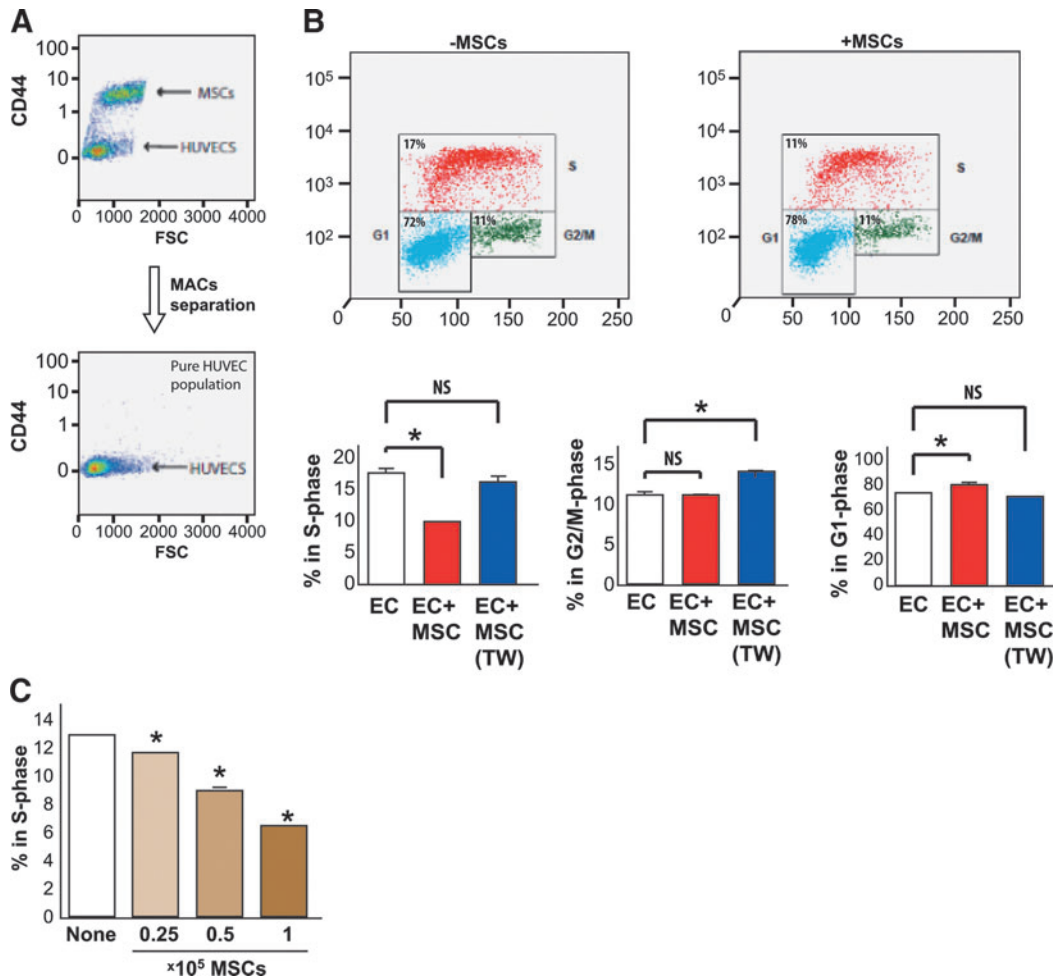 A
CD44
100
10
1
0
MSCs
HUVECS
0 1000 2000 3000 4000
FSC
MACs
separation
CD44
100
10
1
0
Pure HUVEC
population
HUVECS
0 1000 2000 3000 4000
FSC
B
-MSCs
10⁵
10⁴
10³
10²
0
17%
S
G1
72%
11%
G2/M
50 100 150 200 250
+MSCs
10⁵
10⁴
10³
10²
0
11%
S
G1
78%
11%
G2/M
50 100 150 200 250
NS
*
% in S-phase
20
15
10
5
0
EC
EC+
MSC
EC+
MSC
(TW)
*
NS
% in G2/M-phase
15
10
5
0
EC
EC+
MSC
EC+
MSC
(TW)
NS
*
% in G1-phase
100
80
60
40
20
0
EC
EC+
MSC
EC+
MSC
(TW)
C
% in S-phase
14
12
10
8
6
4
2
0
*
*
*
None 0.25 0.5 1
x10⁵ MSCs